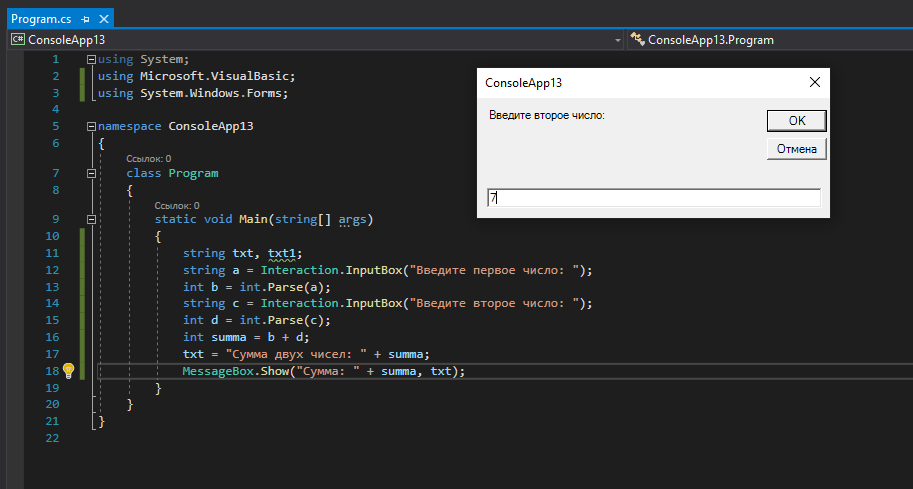 Program.cs
ConsoleApp13
ConsoleApp13.Program
1 using System;
2 using Microsoft.VisualBasic;
3 using System.Windows.Forms;
4
5 namespace ConsoleApp13
6 {
Ссылок: 0
7 class Program
8 {
Ссылок: 0
9 static void Main(string[] args)
10 {
11 string txt, txt1;
12 string a = Interaction.InputBox("Введите первое число: ");
13 int b = int.Parse(a);
14 string c = Interaction.InputBox("Введите второе число: ");
15 int d = int.Parse(c);
16 int summa = b + d;
17 txt = "Сумма двух чисел: " + summa;
18 MessageBox.Show("Сумма: " + summa, txt);
19 }
20 }
21 }
22
ConsoleApp13
Введите второе число:
OK
Отмена
7